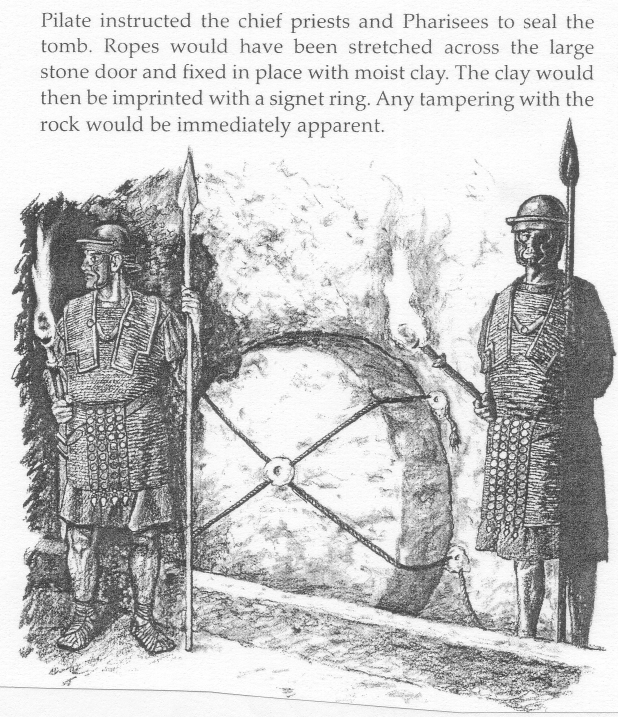 Pilate instructed the chief priests and Pharisees to seal the
tomb. Ropes would have been stretched across the large
stone door and fixed in place with moist clay. The clay would
then be imprinted with a signet ring. Any tampering with the
rock would be immediately apparent.